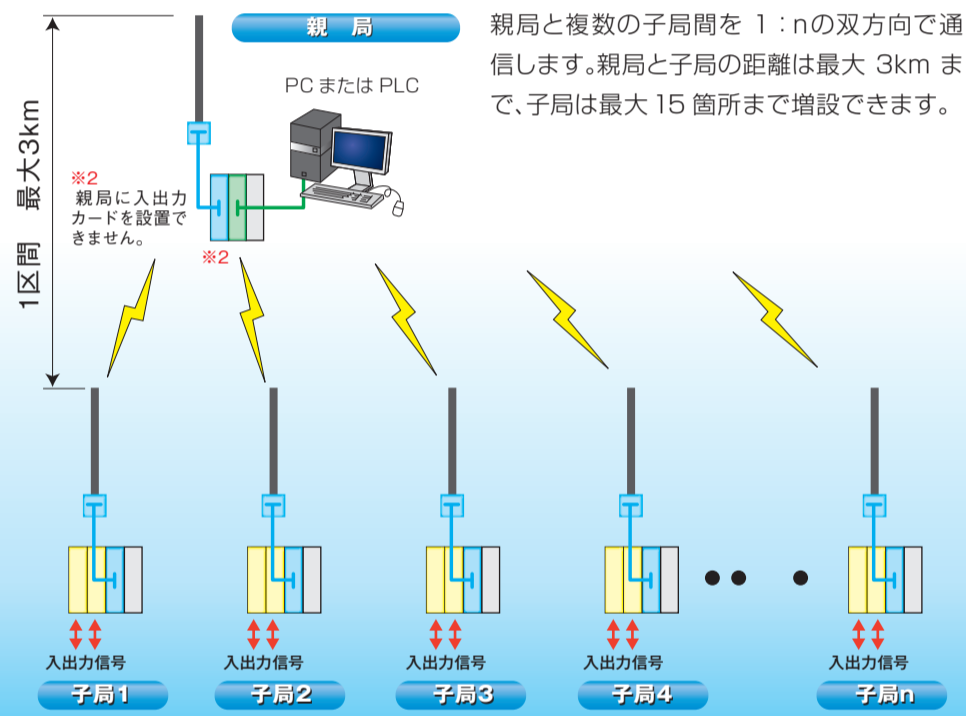 親 局
親局と複数の子局間を 1:nの双方向で通
信します。親局と子局の距離は最大 3km ま
で、子局は最大 15 箇所まで増設できます。
PC または PLC
1区間 最大3km
※2
親局に入出力
カードを設置で
きません。
※2
入出力信号
入出力信号
入出力信号
入出力信号
入出力信号
子局1
子局2
子局3
子局4
子局n